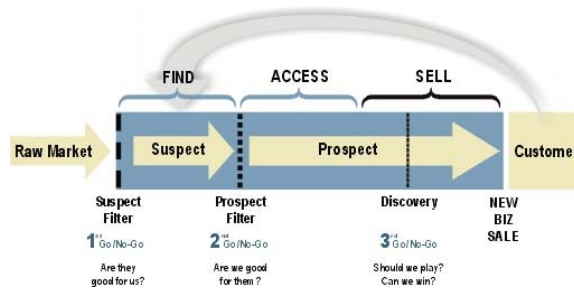 FIND ACCESS SELL
Raw Market Suspect Prospect Custome
Suspect Prospect Discovery NEW
Filter Filter BIZ
SALE
1st Go/No-Go 2nd Go/No-Go 3rd Go/No-Go
Are they Are we good Should we play?
good for us? for them? Can we win?